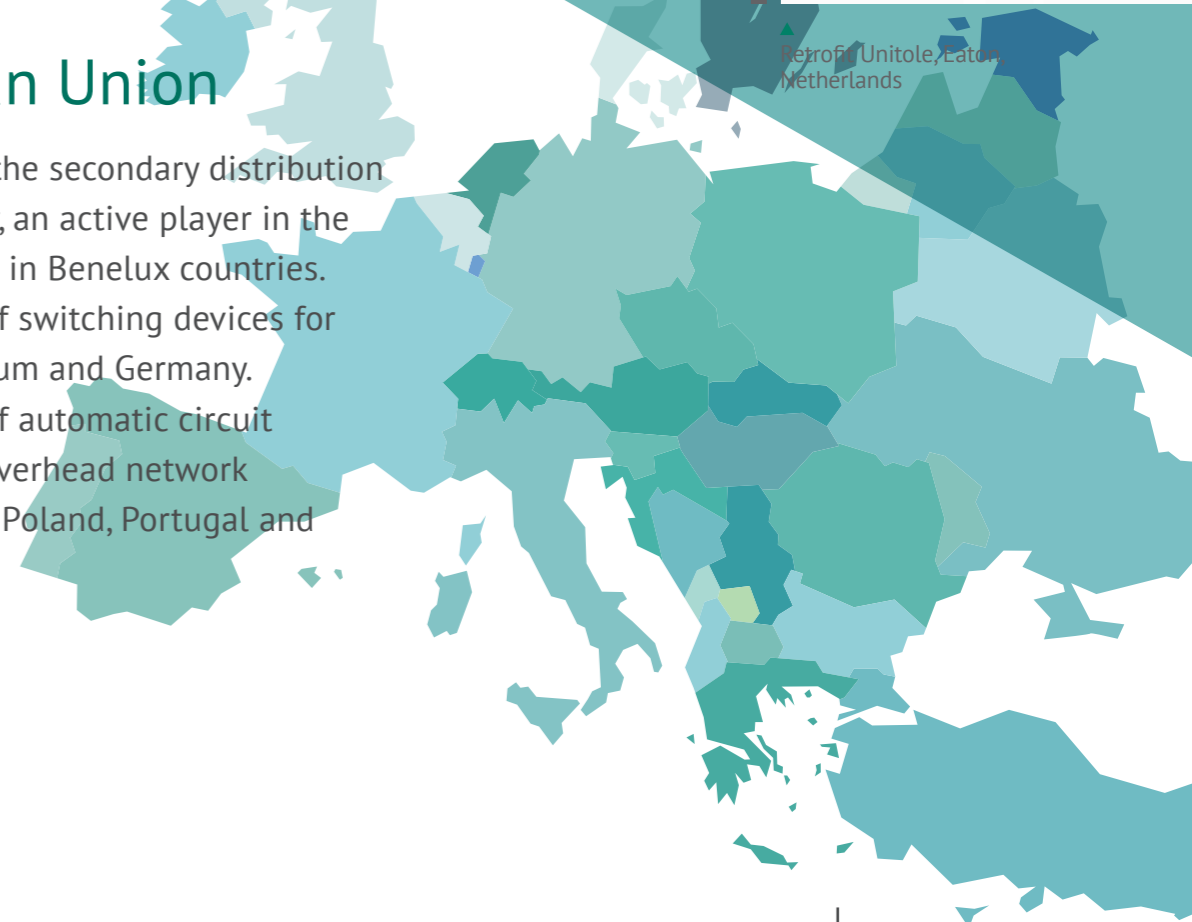 n Union
the secondary distribution
, an active player in the
in Benelux countries.
f switching devices for
um and Germany.
f automatic circuit
verhead network
Poland, Portugal and
▲
Retrofit Unitole, Eaton
Netherlands